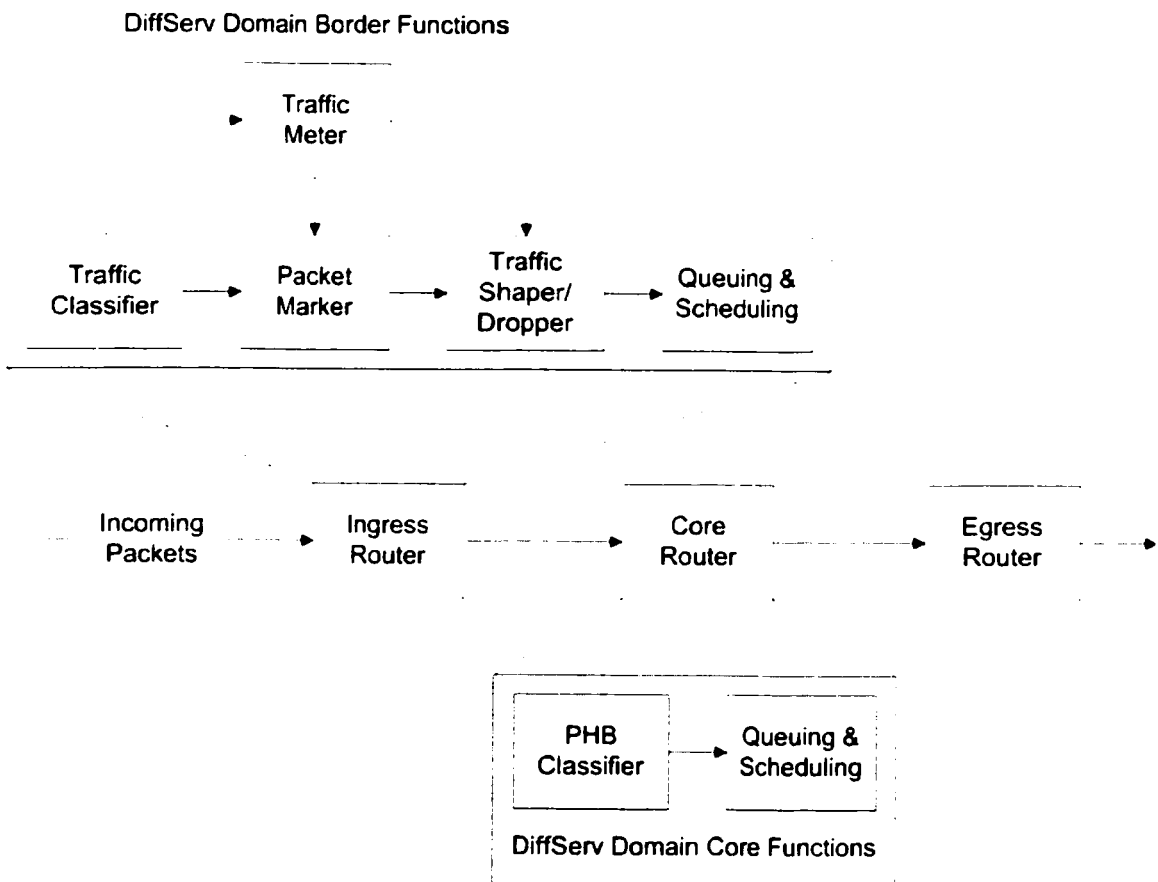 DiffServ Domain Border Functions
Traffic
Meter
Traffic
Classifier
Packet
Marker
Traffic
Shaper/
Dropper
Queuing &
Scheduling
Incoming
Packets
Ingress
Router
Core
Router
Egress
Router
PHB
Classifier
Queuing &
Scheduling
DiffServ Domain Core Functions